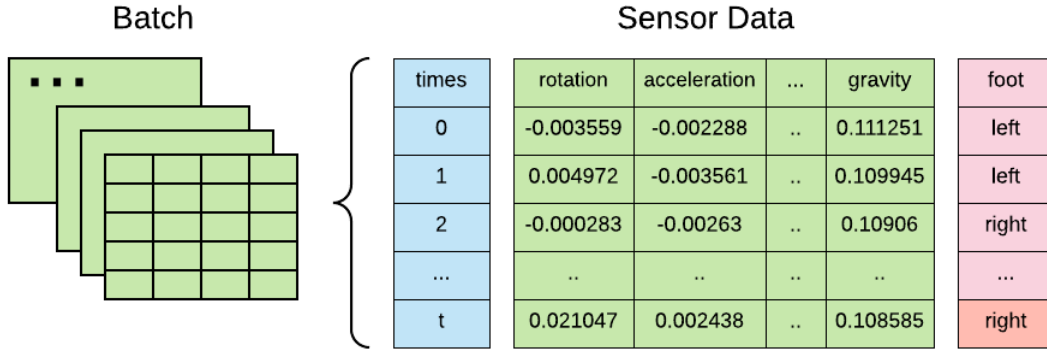 Batch
Sensor Data
...
times rotation acceleration ... gravity foot
0 -0.003559 -0.002288 .. 0.111251 left
1 0.004972 -0.003561 .. 0.109945 left
2 -0.000283 -0.00263 .. 0.10906 right
... .. .. .. .. ...
t 0.021047 0.002438 .. 0.108585 right